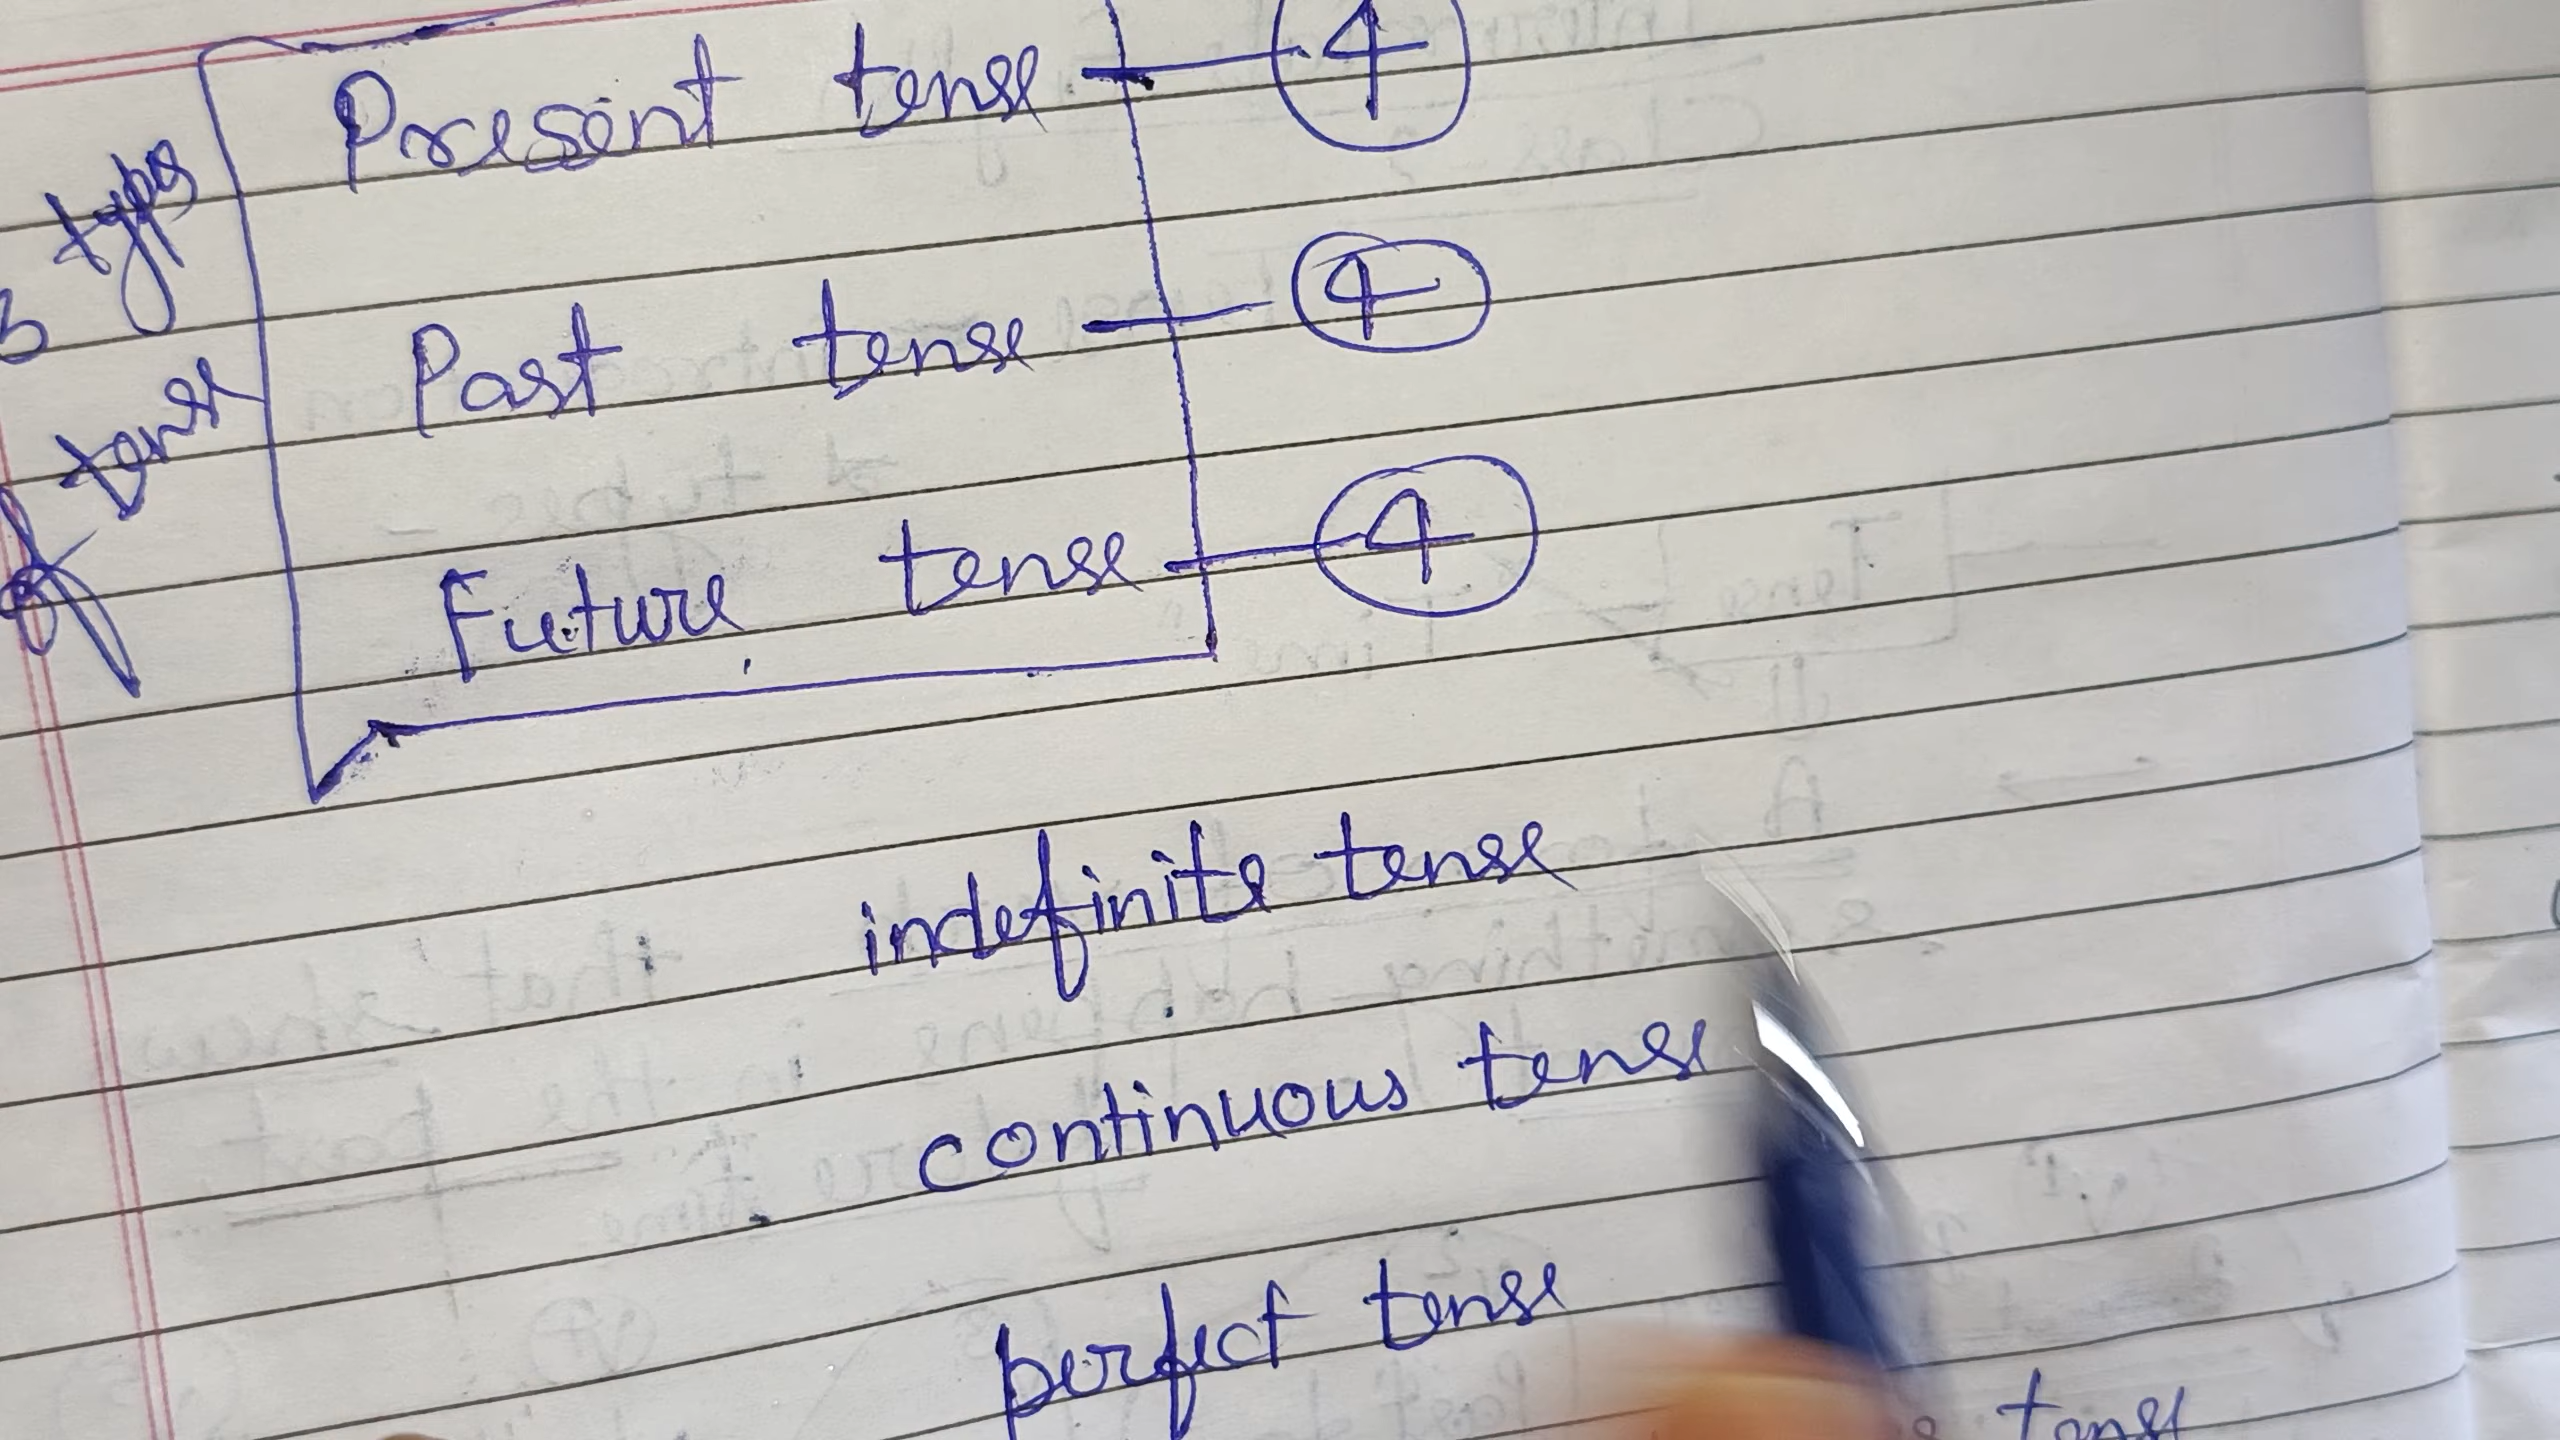 Present tense 4
Past tense 4
Future tense 4
3 types
of tense
indefinite tense
continuous tense
perfect tense
tense